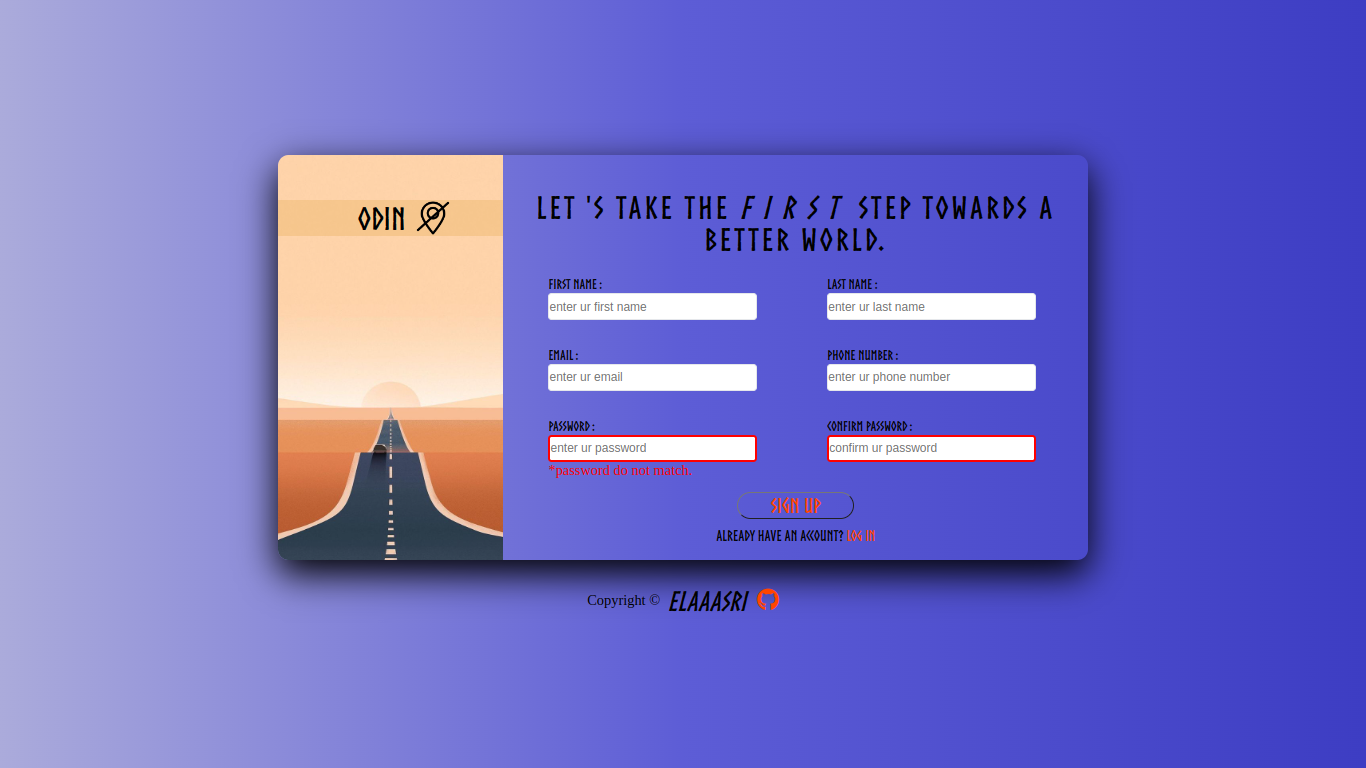 ODIN
LET 'S TAKE THE FIRST STEP TOWARDS A
BETTER WORLD.
FIRST NAME :
LAST NAME :
enter ur first name
enter ur last name
EMAIL :
PHONE NUMBER :
enter ur email
enter ur phone number
PASSWORD :
CONFIRM PASSWORD :
enter ur password
confirm ur password
*password do not match.
SIGN UP
ALREADY HAVE AN ACCOUNT? LOG IN
Copyright © ELAAASRI